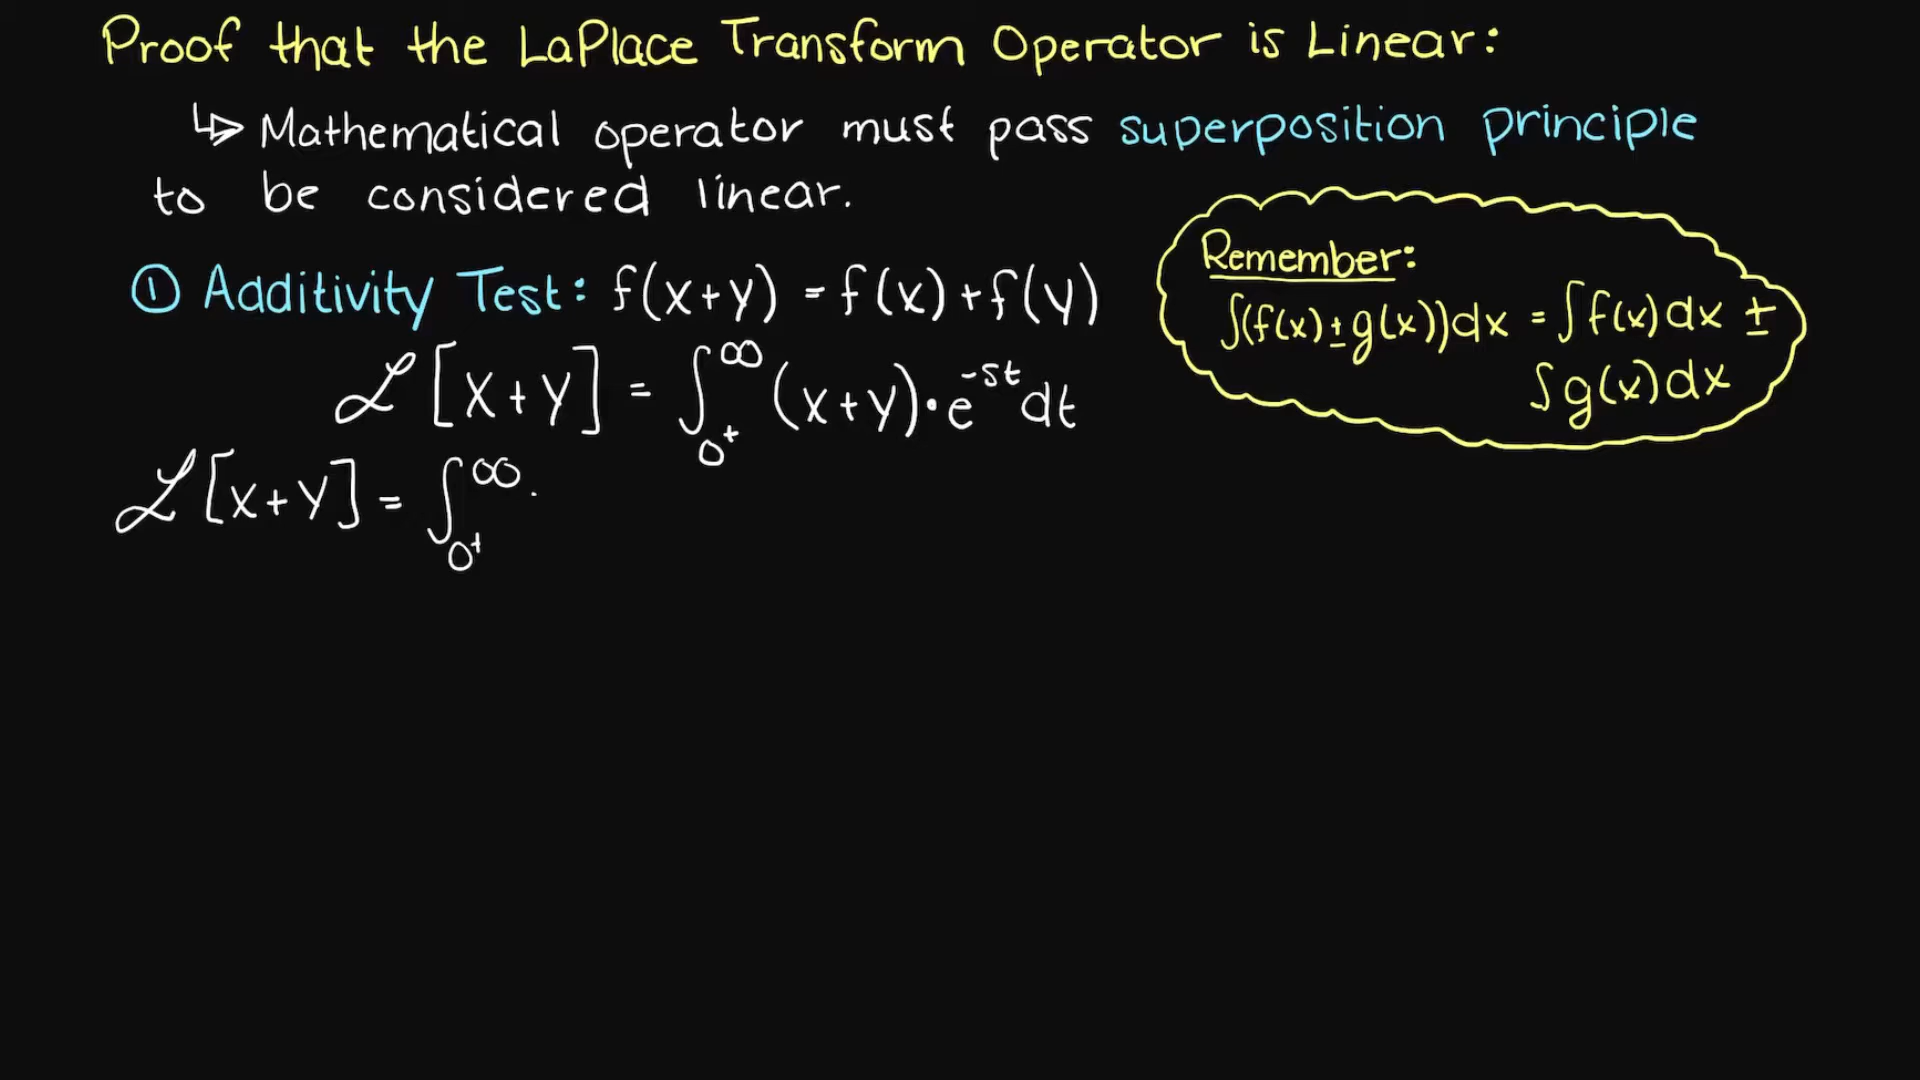 Proof that the LaPlace Transform Operator is Linear:
↳ Mathematical operator must pass superposition principle
to be considered linear.
① Additivity Test: f(x+y) = f(x)+f(y)
ℒ[x+y] = ∫₀₊^∞ (x+y)·e^-st dt
ℒ[x+y] = ∫₀₊^∞
Remember:
∫(f(x)±g(x))dx = ∫f(x)dx ±
∫g(x)dx